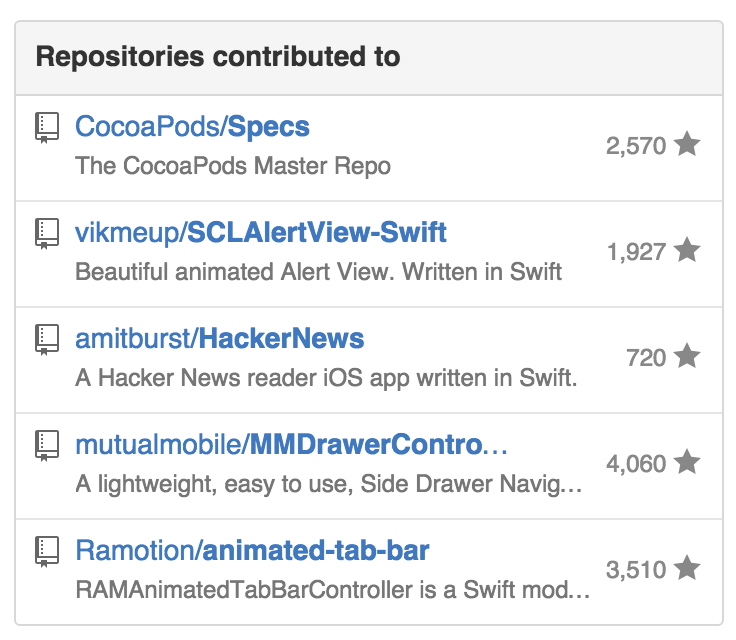 Repositories contributed to
CocoaPods/Specs
2,570
The CocoaPods Master Repo
vikmeup/SCLAlertView-Swift
1,927
Beautiful animated Alert View. Written in Swift
amitburst/HackerNews
720
A Hacker News reader iOS app written in Swift.
mutualmobile/MMDrawerContro…
4,060
A lightweight, easy to use, Side Drawer Navig…
Ramotion/animated-tab-bar
3,510
RAMAnimatedTabBarController is a Swift mod…